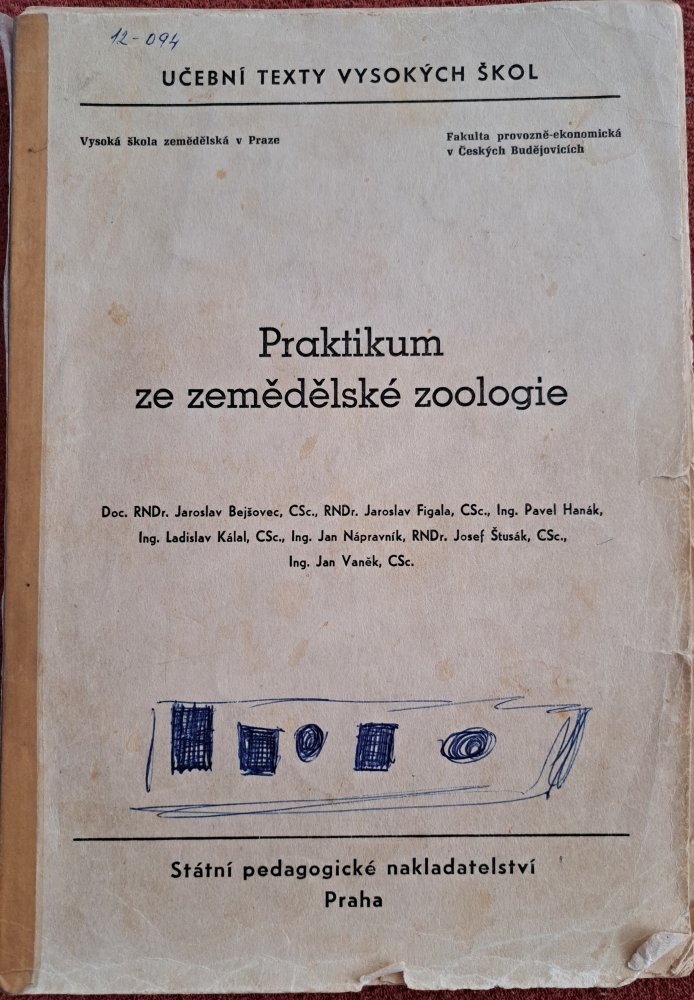 12-094
UČEBNÍ TEXTY VYSOKÝCH ŠKOL
Vysoká škola zemědělská v Praze
Fakulta provozně-ekonomická
v Českých Budějovicích
Praktikum
ze zemědělské zoologie
Doc. RNDr. Jaroslav Bejšovec, CSc., RNDr. Jaroslav Figala, CSc., Ing. Pavel Hanák,
Ing. Ladislav Kálal, CSc., Ing. Jan Nápravník, RNDr. Josef Štusák, CSc.,
Ing. Jan Vaněk, CSc.
Státní pedagogické nakladatelství
Praha